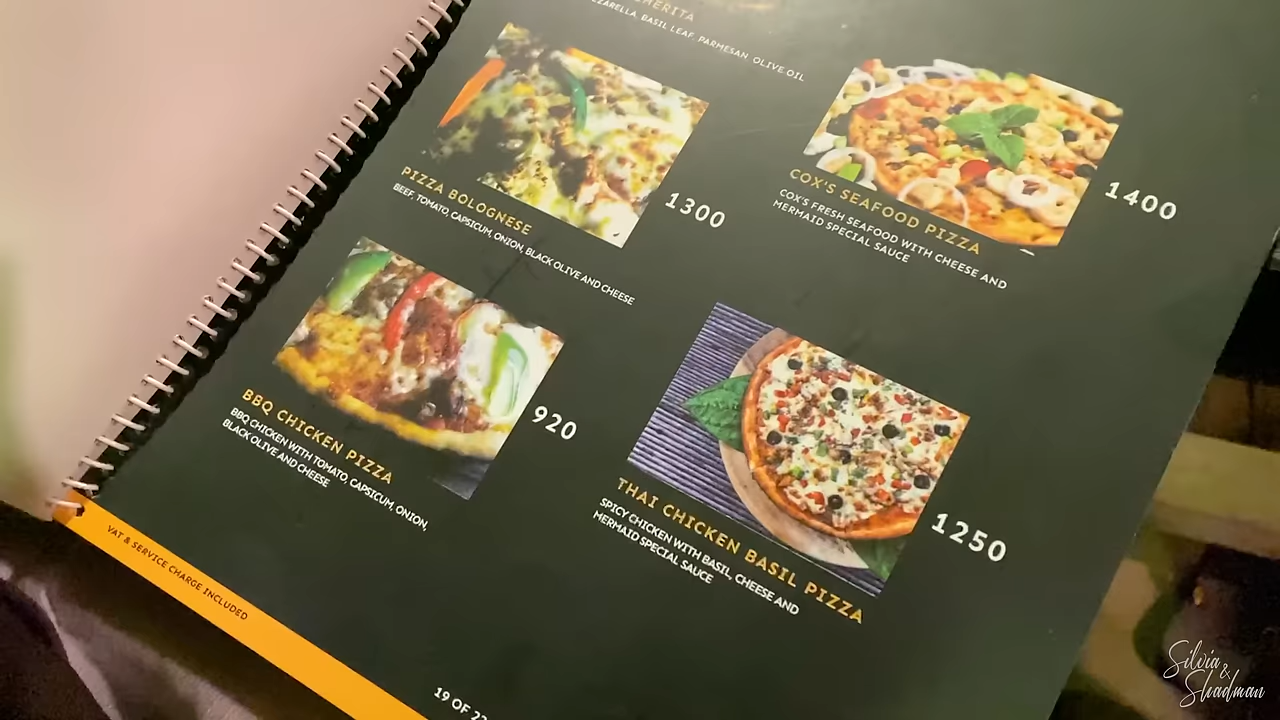 MOZZARELLA, BASIL LEAF, PARMESAN OLIVE OIL
PIZZA BOLOGNESE
BEEF, TOMATO, CAPSICUM, ONION, BLACK OLIVE AND CHEESE
1300
COX'S SEAFOOD PIZZA
COX'S FRESH SEAFOOD WITH CHEESE AND
MERMAID SPECIAL SAUCE
1400
BBQ CHICKEN PIZZA
BBQ CHICKEN WITH TOMATO, CAPSICUM, ONION,
BLACK OLIVE AND CHEESE
920
THAI CHICKEN BASIL PIZZA
SPICY CHICKEN WITH BASIL, CHEESE AND
MERMAID SPECIAL SAUCE
1250
VAT & SERVICE CHARGE INCLUDED
19 OF
Silvia
&
Shadman